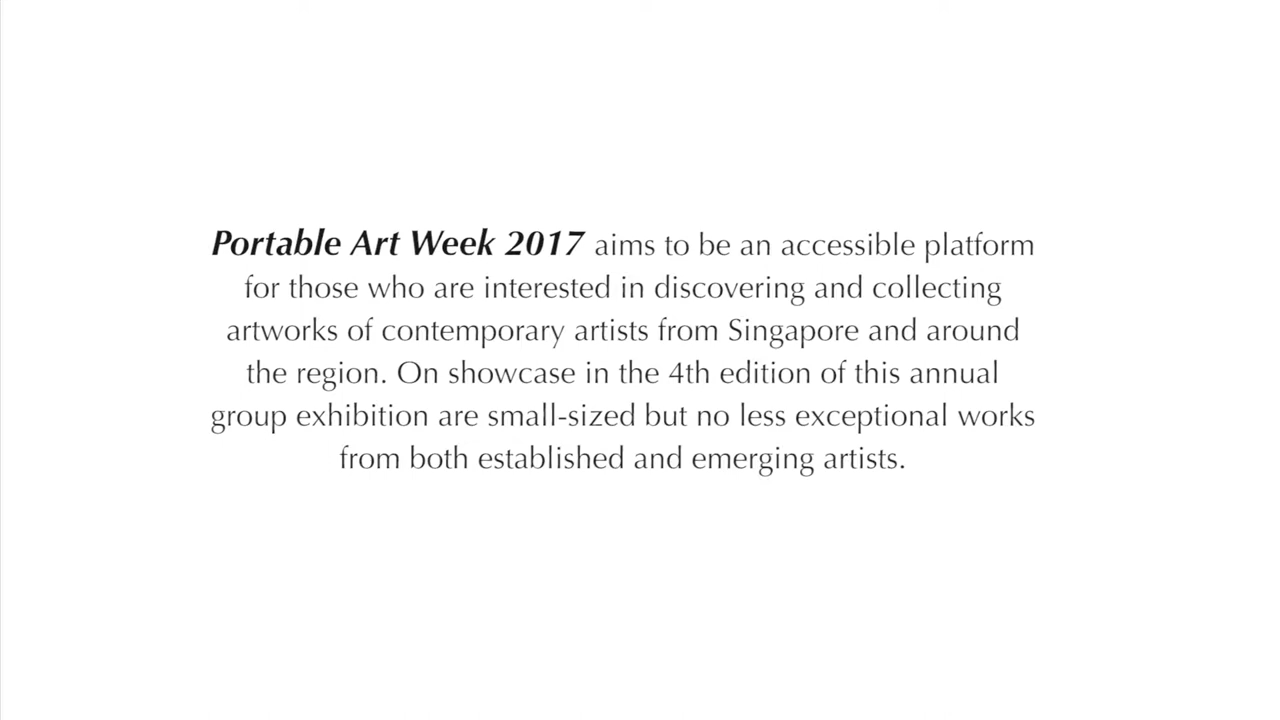 Portable Art Week 2017 aims to be an accessible platform
for those who are interested in discovering and collecting
artworks of contemporary artists from Singapore and around
the region. On showcase in the 4th edition of this annual
group exhibition are small-sized but no less exceptional works
from both established and emerging artists.